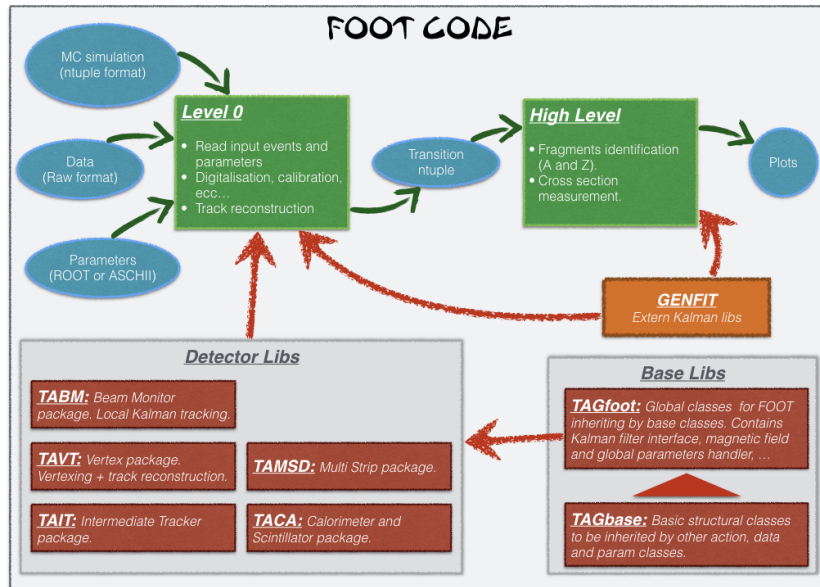 FOOT CODE
MC simulation
(ntuple format)
Data
(Raw format)
Parameters
(ROOT or ASCHII)
Level 0
• Read input events and
parameters
• Digitalisation, calibration,
ecc…
• Track reconstruction
Transition
ntuple
High Level
• Fragments identification
(A and Z).
• Cross section
measurement.
Plots
GENFIT
Extern Kalman libs
Detector Libs
TABM: Beam Monitor
package. Local Kalman tracking.
TAVT: Vertex package.
Vertexing + track reconstruction.
TAIT: Intermediate Tracker
package.
TAMSD: Multi Strip package.
TACA: Calorimeter and
Scintillator package.
Base Libs
TAGfoot: Global classes for FOOT
inheriting by base classes. Contains
Kalman filter interface, magnetic field
and global parameters handler, …
TAGbase: Basic structural classes
to be inherited by other action, data
and param classes.